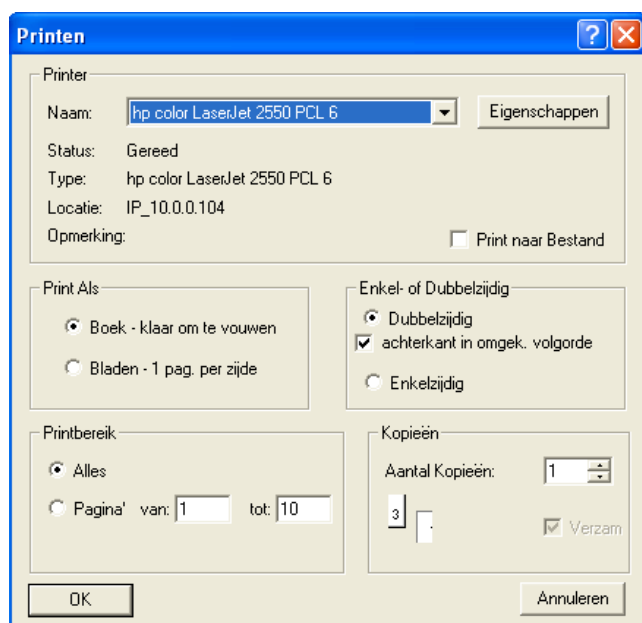 Printen
Printer
Naam: hp color LaserJet 2550 PCL 6 Eigenschappen
Status: Gereed
Type: hp color LaserJet 2550 PCL 6
Locatie: IP_10.0.0.104
Opmerking: Print naar Bestand
Print Als
Boek - klaar om te vouwen
Bladen - 1 pag. per zijde
Enkel- of Dubbelzijdig
Dubbelzijdig
achterkant in omgek. volgorde
Enkelzijdig
Printbereik
Alles
Pagina' van: 1 tot: 10
Kopieën
Aantal Kopieën: 1
3
Verzam
OK
Annuleren